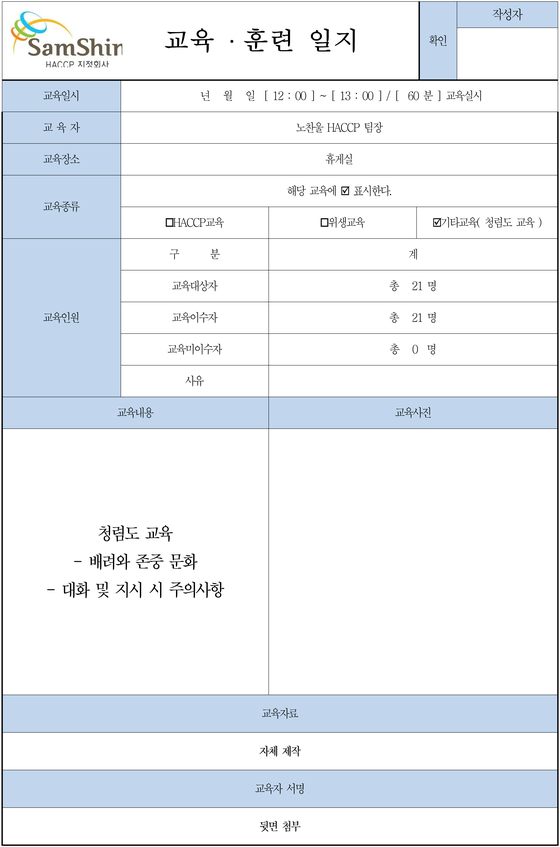 SamShin
HACCP 지정회사
교육 · 훈련 일지
확인
작성자
교육일시
년 월 일 [ 12 : 00 ] ~ [ 13 : 00 ] / [ 60 분 ] 교육실시
교 육 자
노찬울 HACCP 팀장
교육장소
휴게실
교육종류
해당 교육에 ☑ 표시한다.
□HACCP교육
□위생교육
☑기타교육( 청렴도 교육 )
교육인원
구 분
계
교육대상자
총 21 명
교육이수자
총 21 명
교육미이수자
총 0 명
사유
교육내용
교육사진
청렴도 교육
- 배려와 존중 문화
- 대화 및 지시 시 주의사항
교육자료
자체 제작
교육자 서명
뒷면 첨부